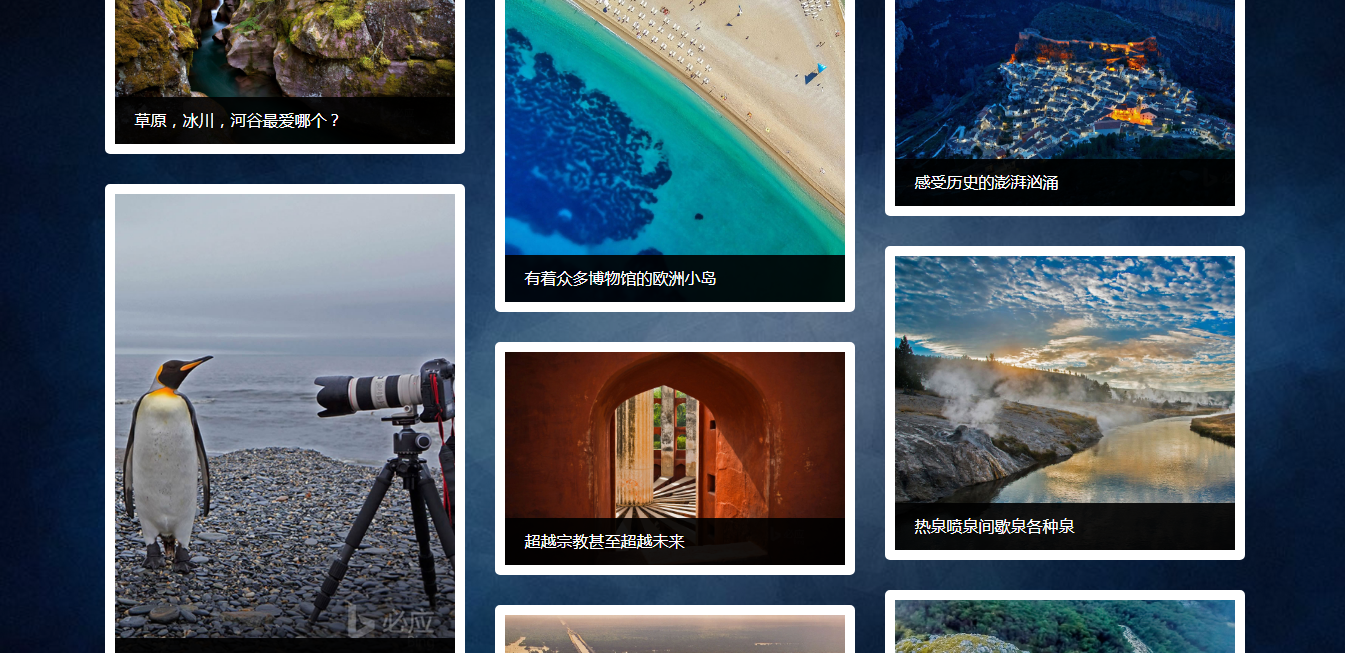 草原，冰川，河谷最爱哪个？
感受历史的澎湃汹涌
有着众多博物馆的欧洲小岛
热泉喷泉间歇泉各种泉
超越宗教甚至超越未来
必应